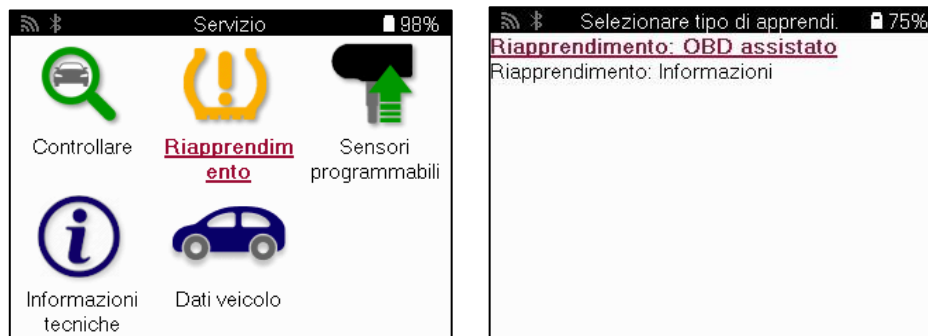 Servizio 98%
Controllare
Riapprendim
ento
Sensori
programmabili
Informazioni
tecniche
Dati veicolo
Selezionare tipo di apprendi. 75%
Riapprendimento: OBD assistato
Riapprendimento: Informazioni